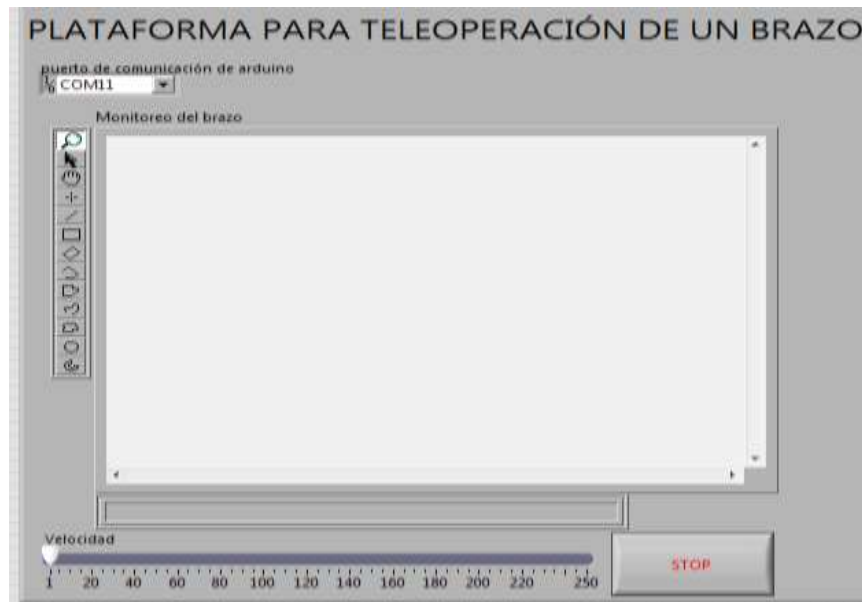 PLATAFORMA PARA TELEOPERACIÓN DE UN BRAZO
puerto de comunicación de arduino
COM11
Monitoreo del brazo
Velocidad
1 20 40 60 80 100 120 140 160 180 200 220 250
STOP